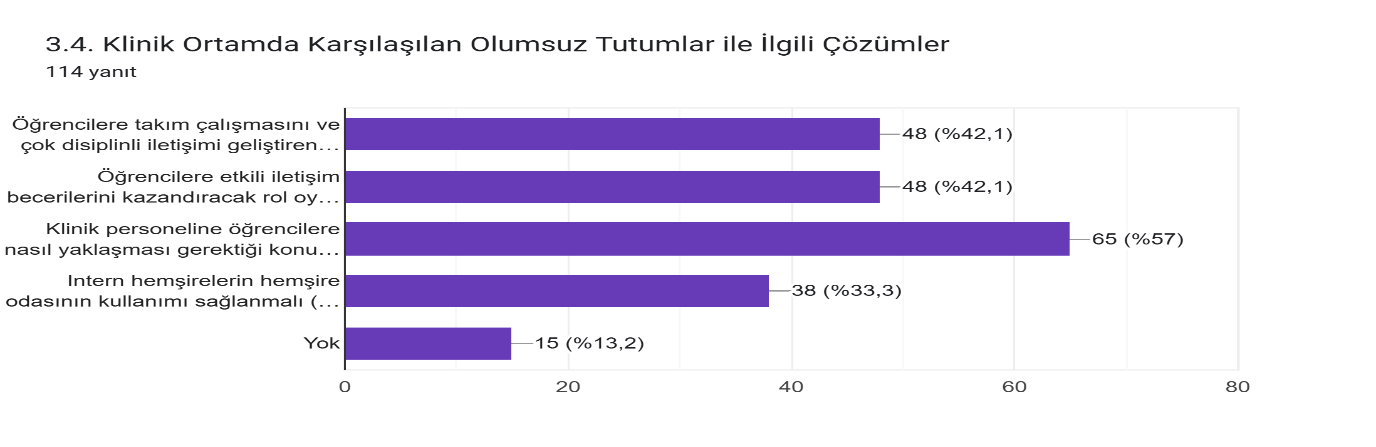 3.4. Klinik Ortamda Karşılaşılan Olumsuz Tutumlar ile İlgili Çözümler
114 yanıt
Öğrencilere takım çalışmasını ve
çok disiplinli iletişimi geliştiren…
48 (%42,1)
Öğrencilere etkili iletişim
becerilerini kazandıracak rol oy…
48 (%42,1)
Klinik personeline öğrencilere
nasıl yaklaşması gerektiği konu…
65 (%57)
Intern hemşirelerin hemşire
odasının kullanımı sağlanmalı (…
38 (%33,3)
Yok
15 (%13,2)
0 20 40 60 80